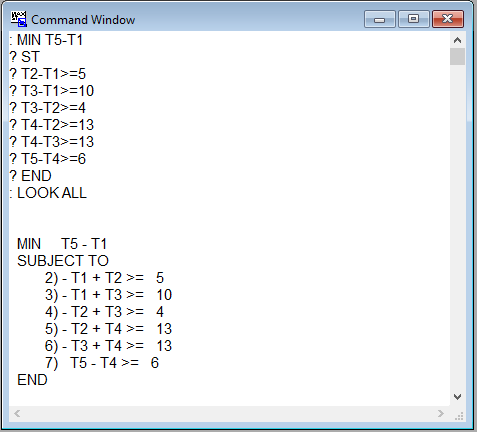 Command Window
: MIN T5-T1
? ST
? T2-T1>=5
? T3-T1>=10
? T3-T2>=4
? T4-T2>=13
? T4-T3>=13
? T5-T4>=6
? END
: LOOK ALL
MIN     T5 - T1
SUBJECT TO
2) - T1 + T2 >=   5
3) - T1 + T3 >=   10
4) - T2 + T3 >=   4
5) - T2 + T4 >=   13
6) - T3 + T4 >=   13
7)   T5 - T4 >=   6
END